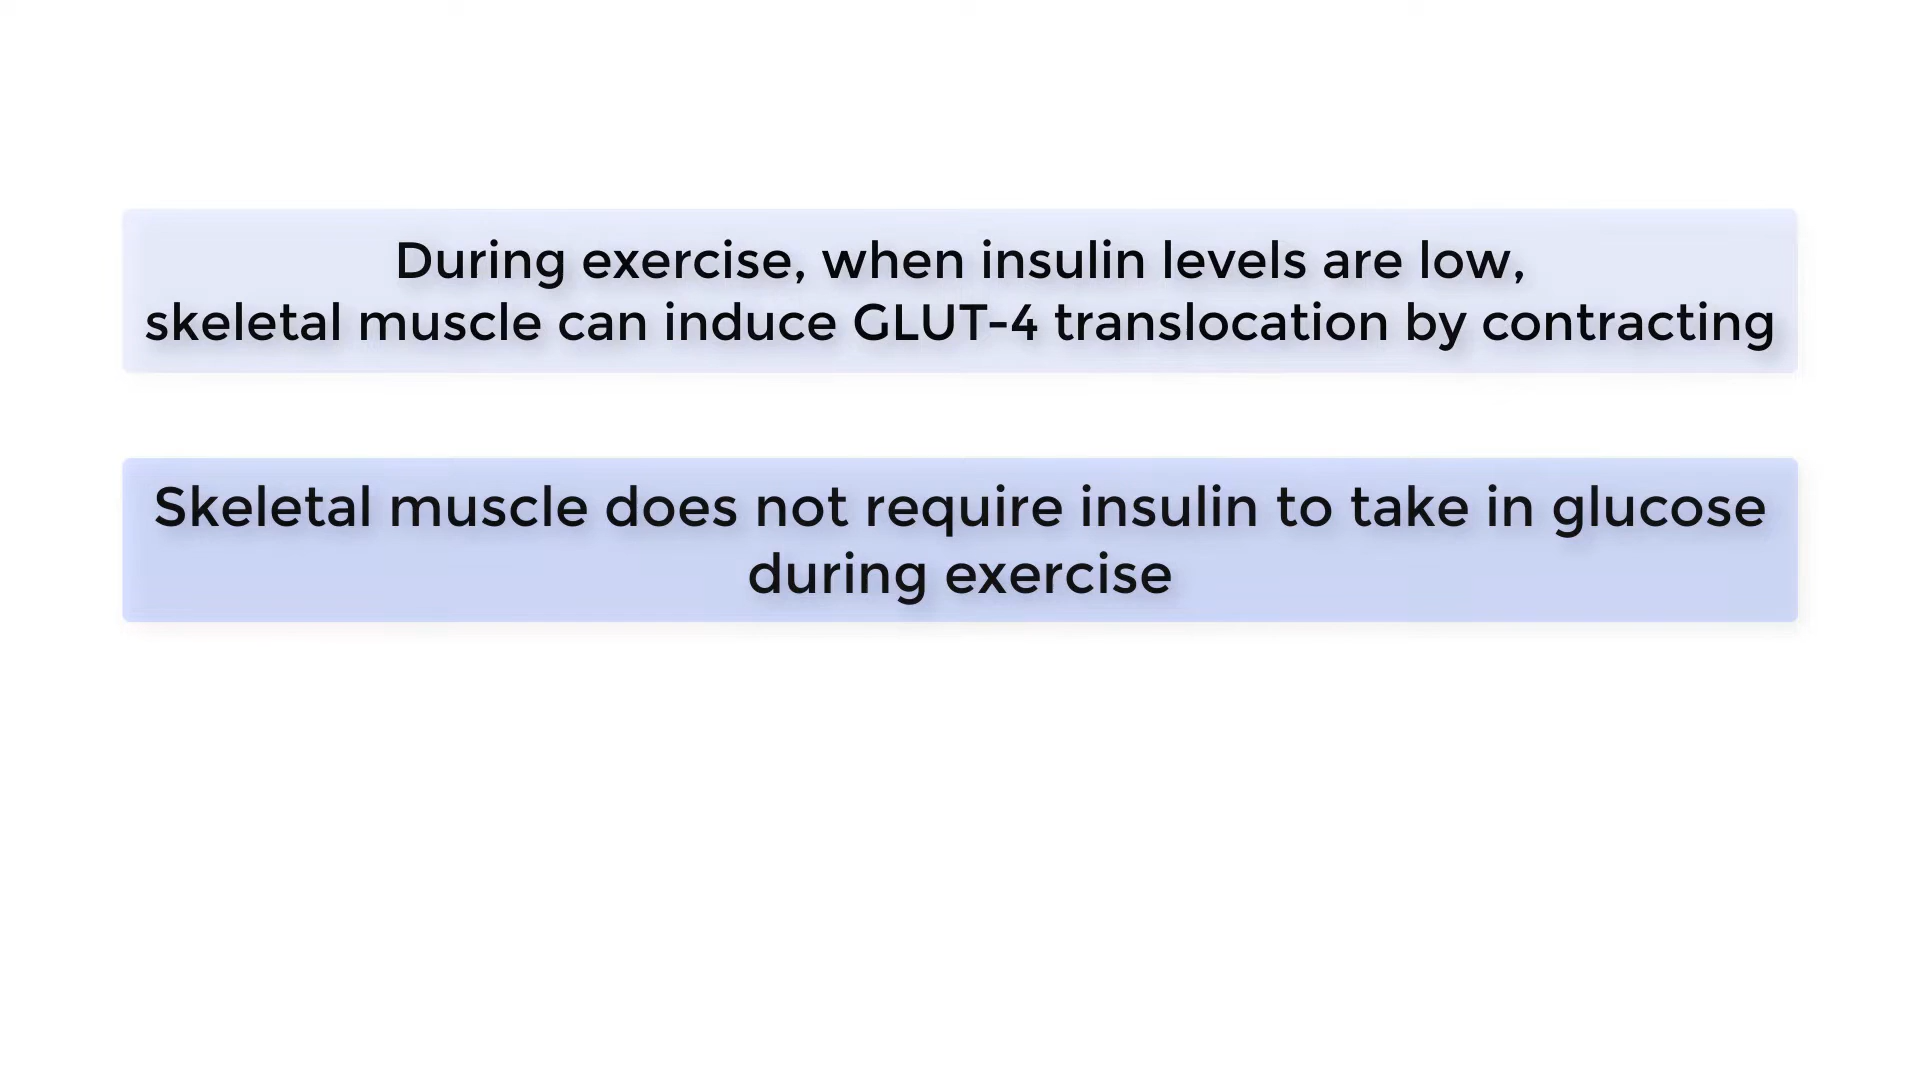 During exercise, when insulin levels are low,
skeletal muscle can induce GLUT-4 translocation by contracting
Skeletal muscle does not require insulin to take in glucose
during exercise